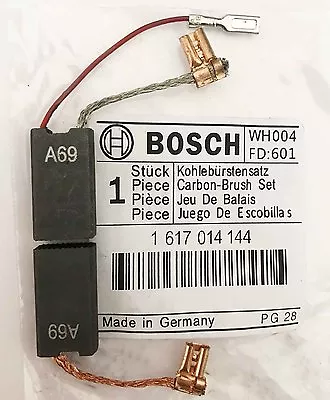 A69
BOSCH
WH004
FD:601
1
Stück Kohlebürstensatz
Piece Carbon-Brush Set
Pièce Jeu De Balais
Pieza Juego De Escobillas
1 617 014 144
Made in Germany
PG 28
A69